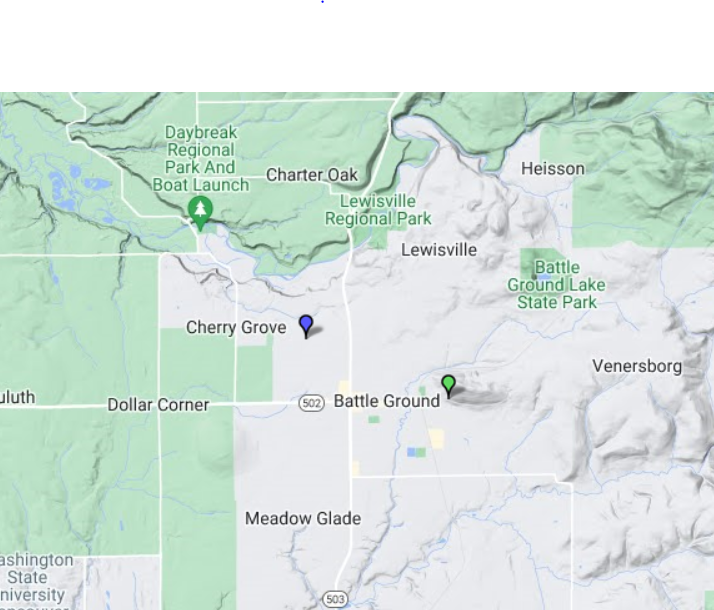 Daybreak
Regional
Park And
Boat Launch
Charter Oak
Heisson
Lewisville
Regional Park
Lewisville
Battle
Ground Lake
State Park
Cherry Grove
Venersborg
uluth
Dollar Corner
502
Battle Ground
Meadow Glade
ashington
State
niversity
503